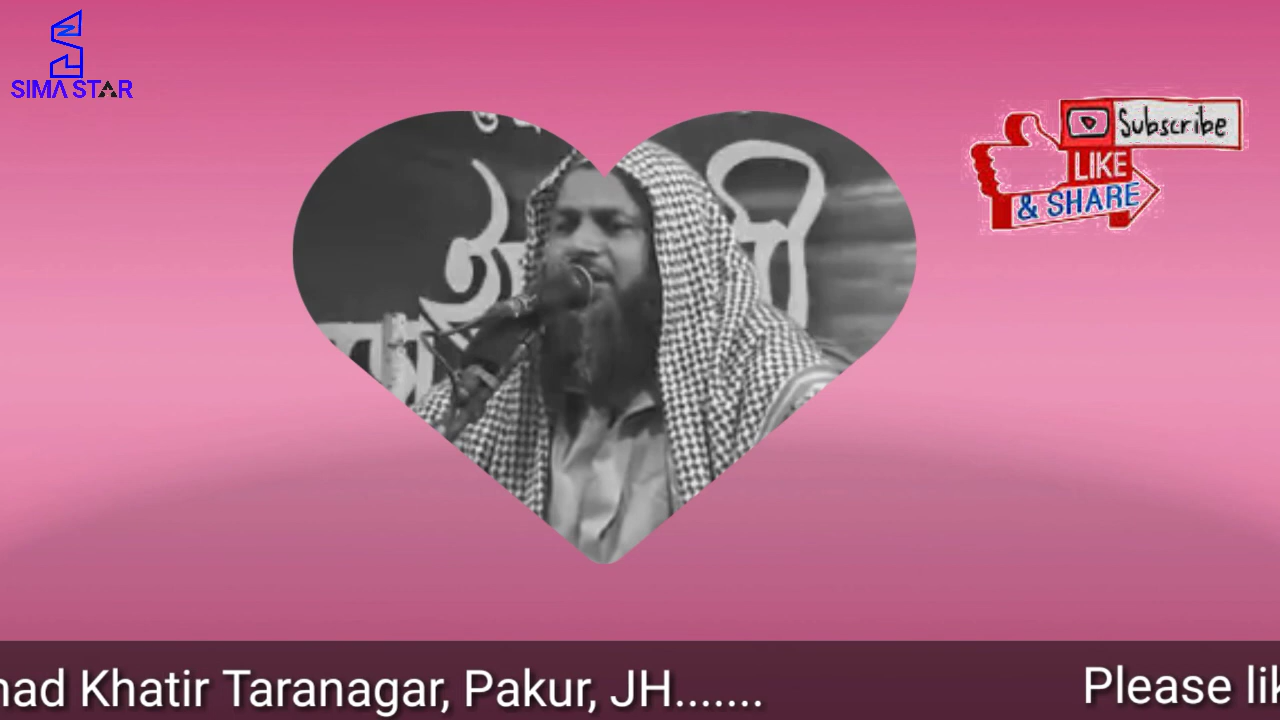 SIMA STAR
Subscribe
LIKE
& SHARE
had Khatir Taranagar, Pakur, JH.......
Please lik